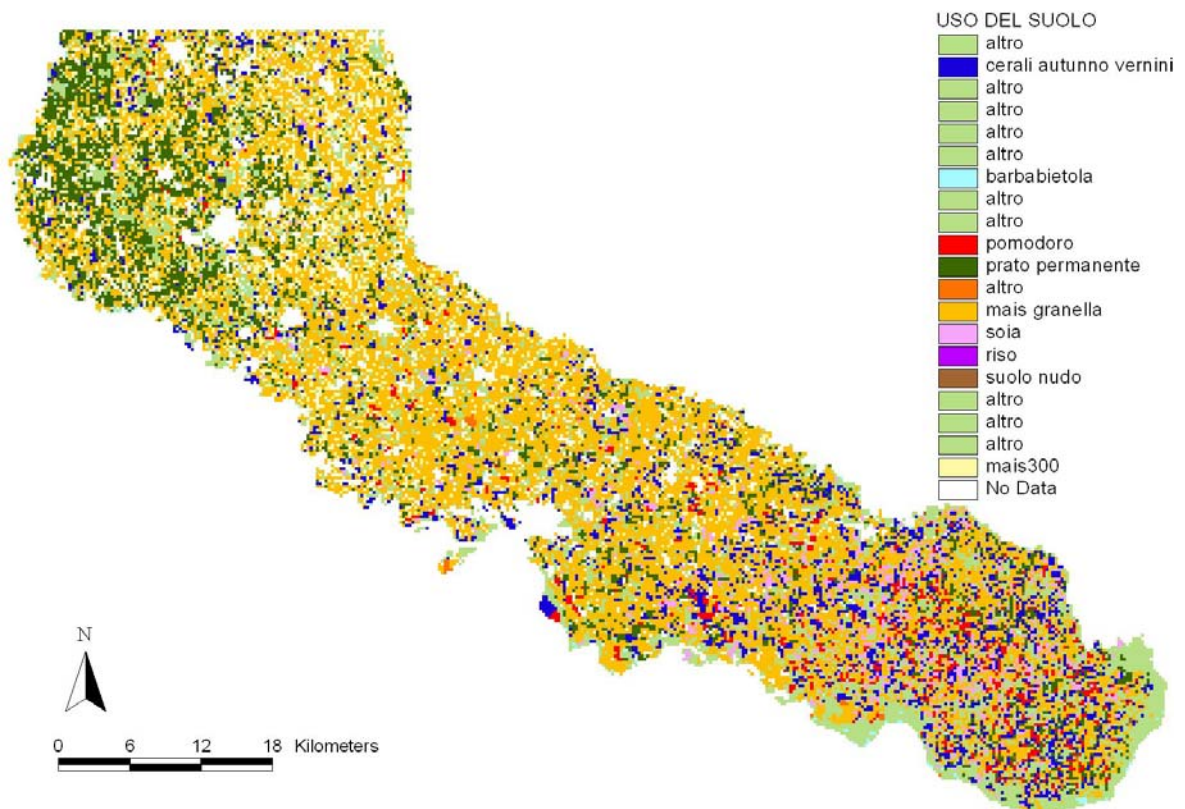 USO DEL SUOLO
altro
cerali autunno vernini
altro
altro
altro
altro
barbabietola
altro
altro
pomodoro
prato permanente
altro
mais granella
soia
riso
suolo nudo
altro
altro
altro
mais300
No Data
N
0 6 12 18 Kilometers